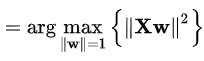 = arg max_{‖w‖=1} { ‖Xw‖² }